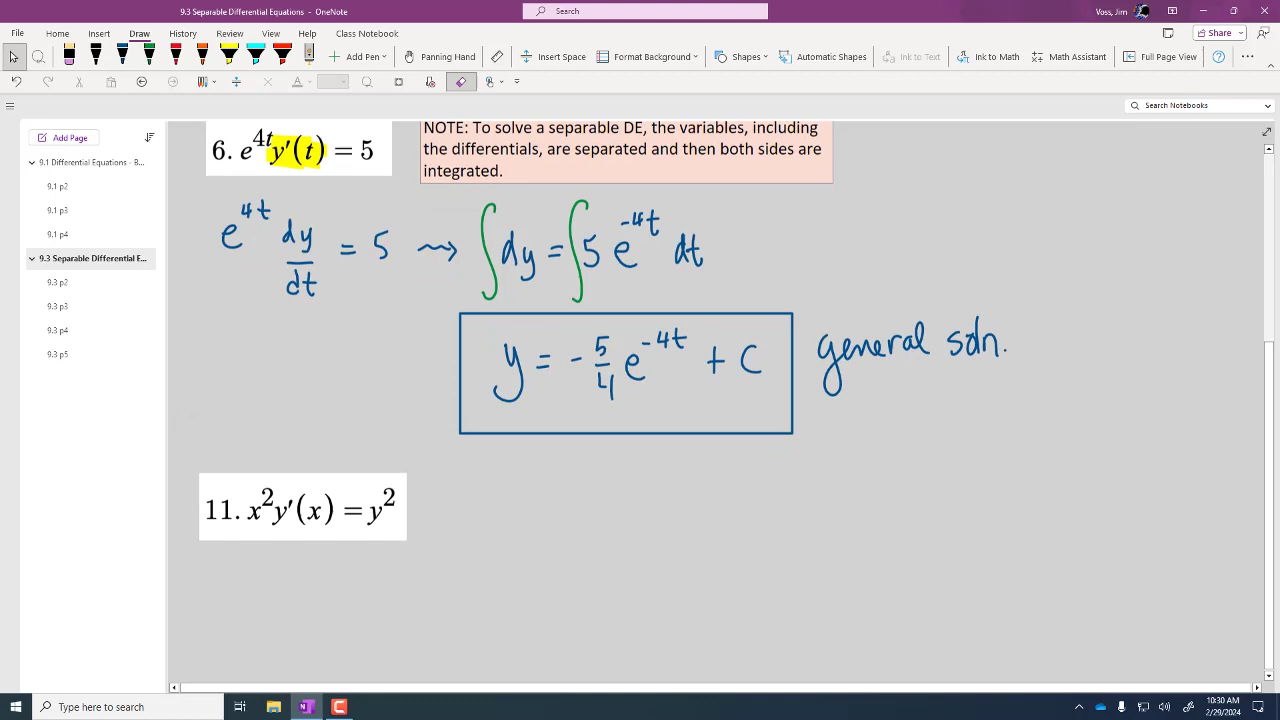 9.3 Separable Differential Equations - OneNote
Search
Voss, Jim
File Home Insert Draw History Review View Help Class Notebook
Share
Add Pen Panning Hand Insert Space Format Background Shapes Automatic Shapes Ink to Text Ink to Math Math Assistant Full Page View
Search Notebooks
Add Page
9.1 Differential Equations - B...
9.1 p2
9.1 p3
9.1 p4
9.3 Separable Differential E...
9.3 p2
9.3 p3
9.3 p4
9.3 p5
6. e^{4t}y′(t) = 5
NOTE: To solve a separable DE, the variables, including
the differentials, are separated and then both sides are
integrated.
e^{4t} dy/dt = 5 ⇝ ∫dy = ∫5 e^{-4t} dt
y = -5/4 e^{-4t} + C general soln.
11. x²y′(x) = y²
Type here to search
10:30 AM
2/29/2024